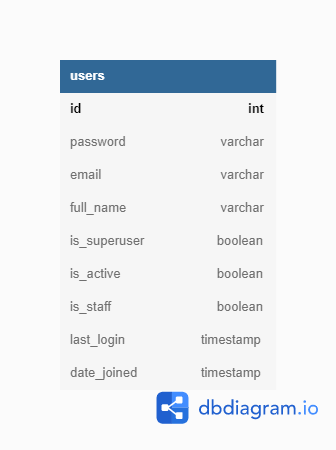 users
id int
password varchar
email varchar
full_name varchar
is_superuser boolean
is_active boolean
is_staff boolean
last_login timestamp
date_joined timestamp
dbdiagram.io